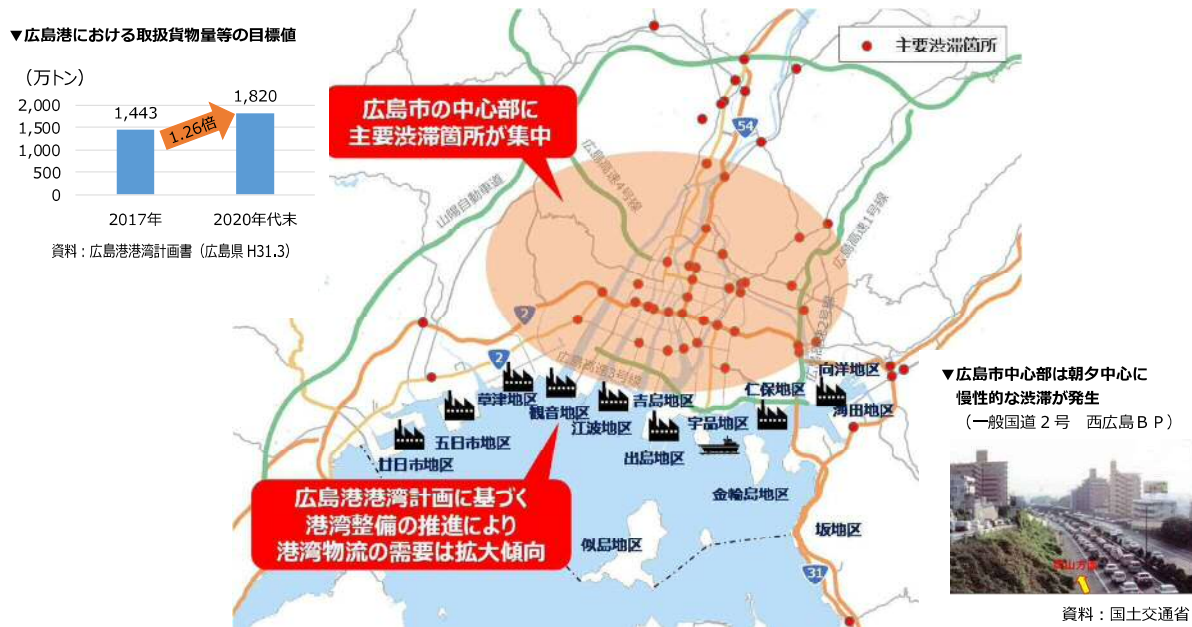 ▼広島港における取扱貨物量等の目標値
（万トン）
2,000
1,500
1,000
500
0
1,443
1,820
1.26倍
2017年
2020年代末
資料：広島港港湾計画書（広島県 H31.3）
主要渋滞箇所
広島市の中心部に
主要渋滞箇所が集中
54
広島高速4号線
山陽自動車道
広島高速1号線
広島高速2号線
2
2
広島高速3号線
向洋地区
仁保地区
海田地区
草津地区
観音地区
吉島地区
江波地区
宇品地区
五日市地区
出島地区
廿日市地区
金輪島地区
坂地区
似島地区
31
広島港港湾計画に基づく
港湾整備の推進により
港湾物流の需要は拡大傾向
▼広島市中心部は朝夕中心に
慢性的な渋滞が発生
（一般国道２号　西広島ＢＰ）
資料：国土交通省